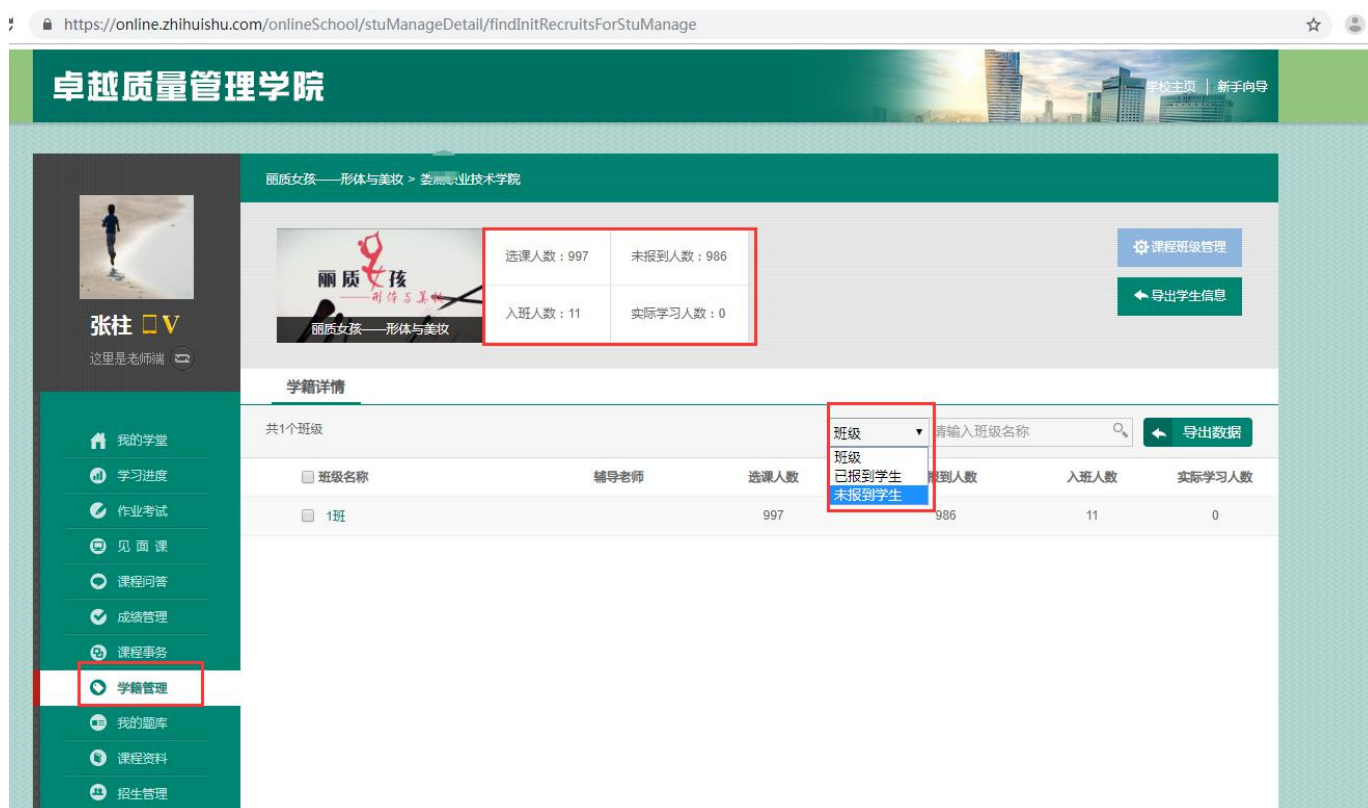 https://online.zhihuishu.com/onlineSchool/stuManageDetail/findInitRecruitsForStuManage
卓越质量管理学院
学校主页 | 新手向导
丽质女孩——形体与美妆 > 娄 职业技术学院
丽质女孩
形体与美妆
丽质女孩——形体与美妆
选课人数：997 未报到人数：986
入班人数：11 实际学习人数：0
课程班级管理
导出学生信息
张柱 V
这里是老师端
学籍详情
共1个班级
班级 请输入班级名称 导出数据
班级
已报到学生
未报到学生
班级名称 辅导老师 选课人数 报到人数 入班人数 实际学习人数
1班 997 986 11 0
我的学堂
学习进度
作业考试
见面课
课程问答
成绩管理
课程事务
学籍管理
我的题库
课程资料
招生管理